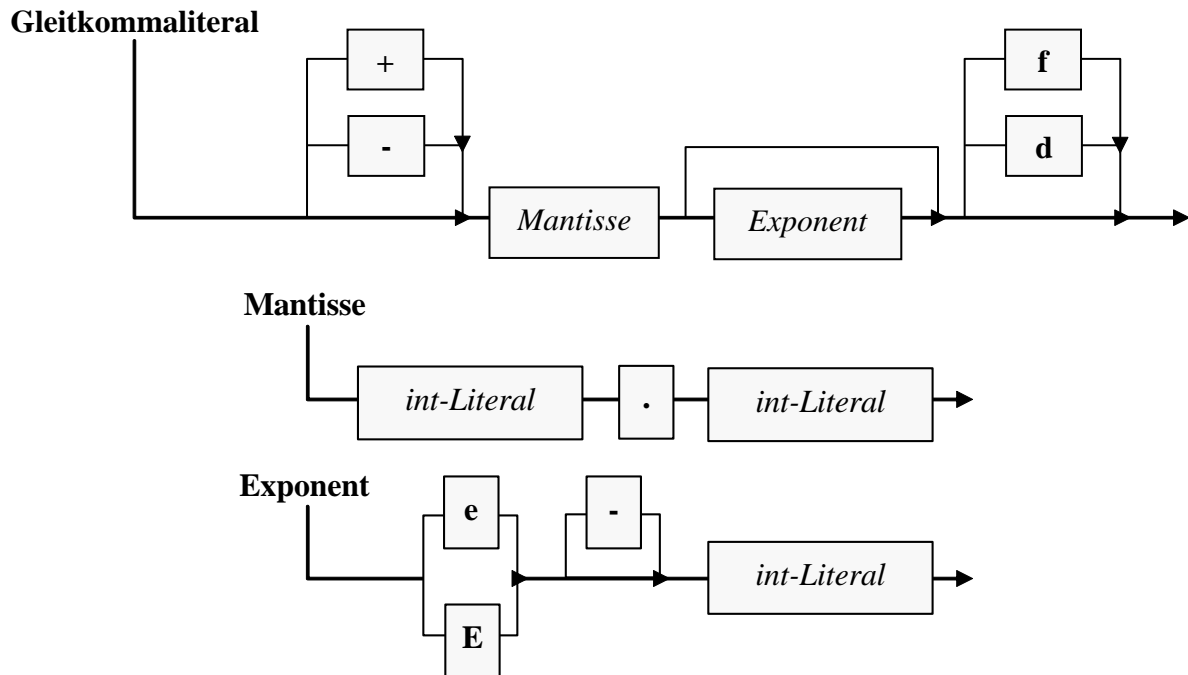 Gleitkommaliteral
+
f
-
d
Mantisse
Exponent
Mantisse
int-Literal
.
int-Literal
Exponent
e
-
int-Literal
E